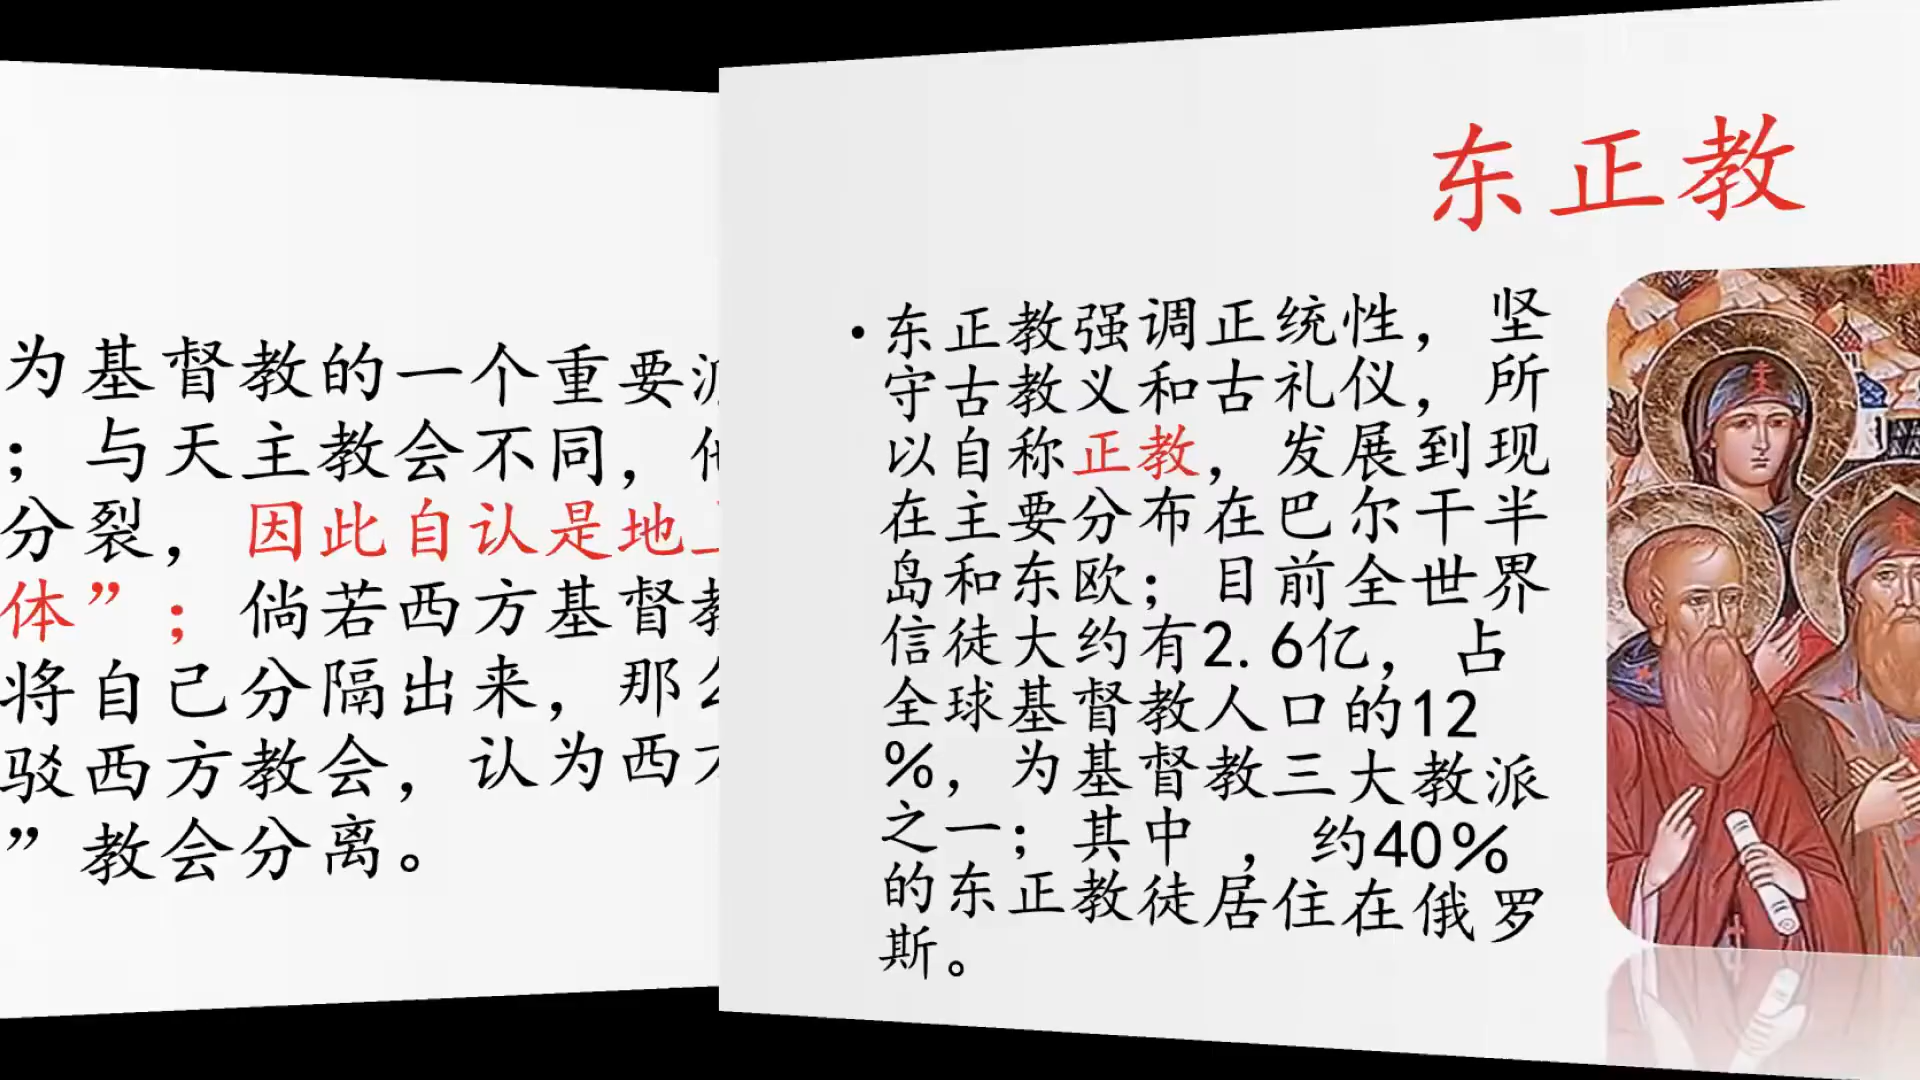 为基督教的一个重要
；与天主教会不同，
分裂，因此自认是地
体”；倘若西方基督教
将自己分隔出来，那
驳西方教会，认为西方
”教会分离。
东正教
•东正教强调正统性，坚
守古教义和古礼仪，所
以自称正教，发展到现
在主要分布在巴尔干半
岛和东欧；目前全世界
信徒大约有2.6亿，占
全球基督教人口的12
%，为基督教三大教派
之一；其中 ，约40%
的东正教徒居住在俄罗
斯。